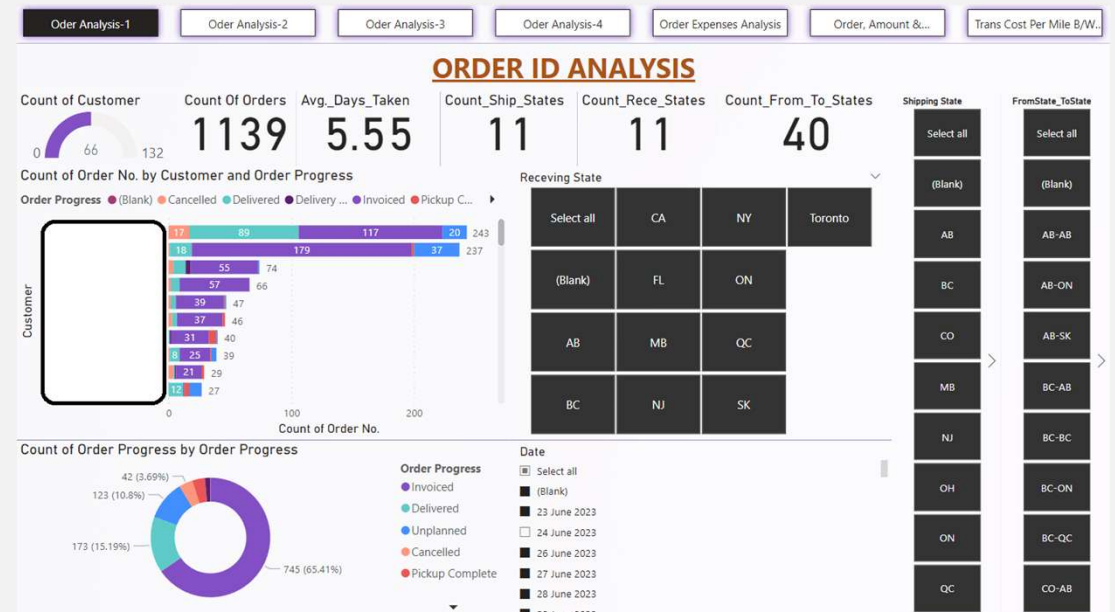 Oder Analysis-1
Oder Analysis-2
Oder Analysis-3
Oder Analysis-4
Order Expenses Analysis
Order, Amount &...
Trans Cost Per Mile B/W...
ORDER ID ANALYSIS
Count of Customer
0 66 132
Count Of Orders
1139
Avg._Days_Taken
5.55
Count_Ship_States
11
Count_Rece_States
11
Count_From_To_States
40
Count of Order No. by Customer and Order Progress
Order Progress (Blank) Cancelled Delivered Delivery ... Invoiced Pickup C...
Customer
17 89 117 20 243
18 179 37 237
55 74
57 66
39 47
37 46
31 40
8 25 39
21 29
12 27
0 100 200
Count of Order No.
Receving State
Select all CA NY Toronto
(Blank) FL ON
AB MB QC
BC NJ SK
Shipping State
Select all
(Blank)
AB
BC
CO
MB
NJ
OH
ON
QC
FromState_ToState
Select all
(Blank)
AB-AB
AB-ON
AB-SK
BC-AB
BC-BC
BC-ON
BC-QC
CO-AB
Count of Order Progress by Order Progress
42 (3.69%)
123 (10.8%)
173 (15.19%)
745 (65.41%)
Order Progress
Invoiced
Delivered
Unplanned
Cancelled
Pickup Complete
Date
Select all
(Blank)
23 June 2023
24 June 2023
26 June 2023
27 June 2023
28 June 2023